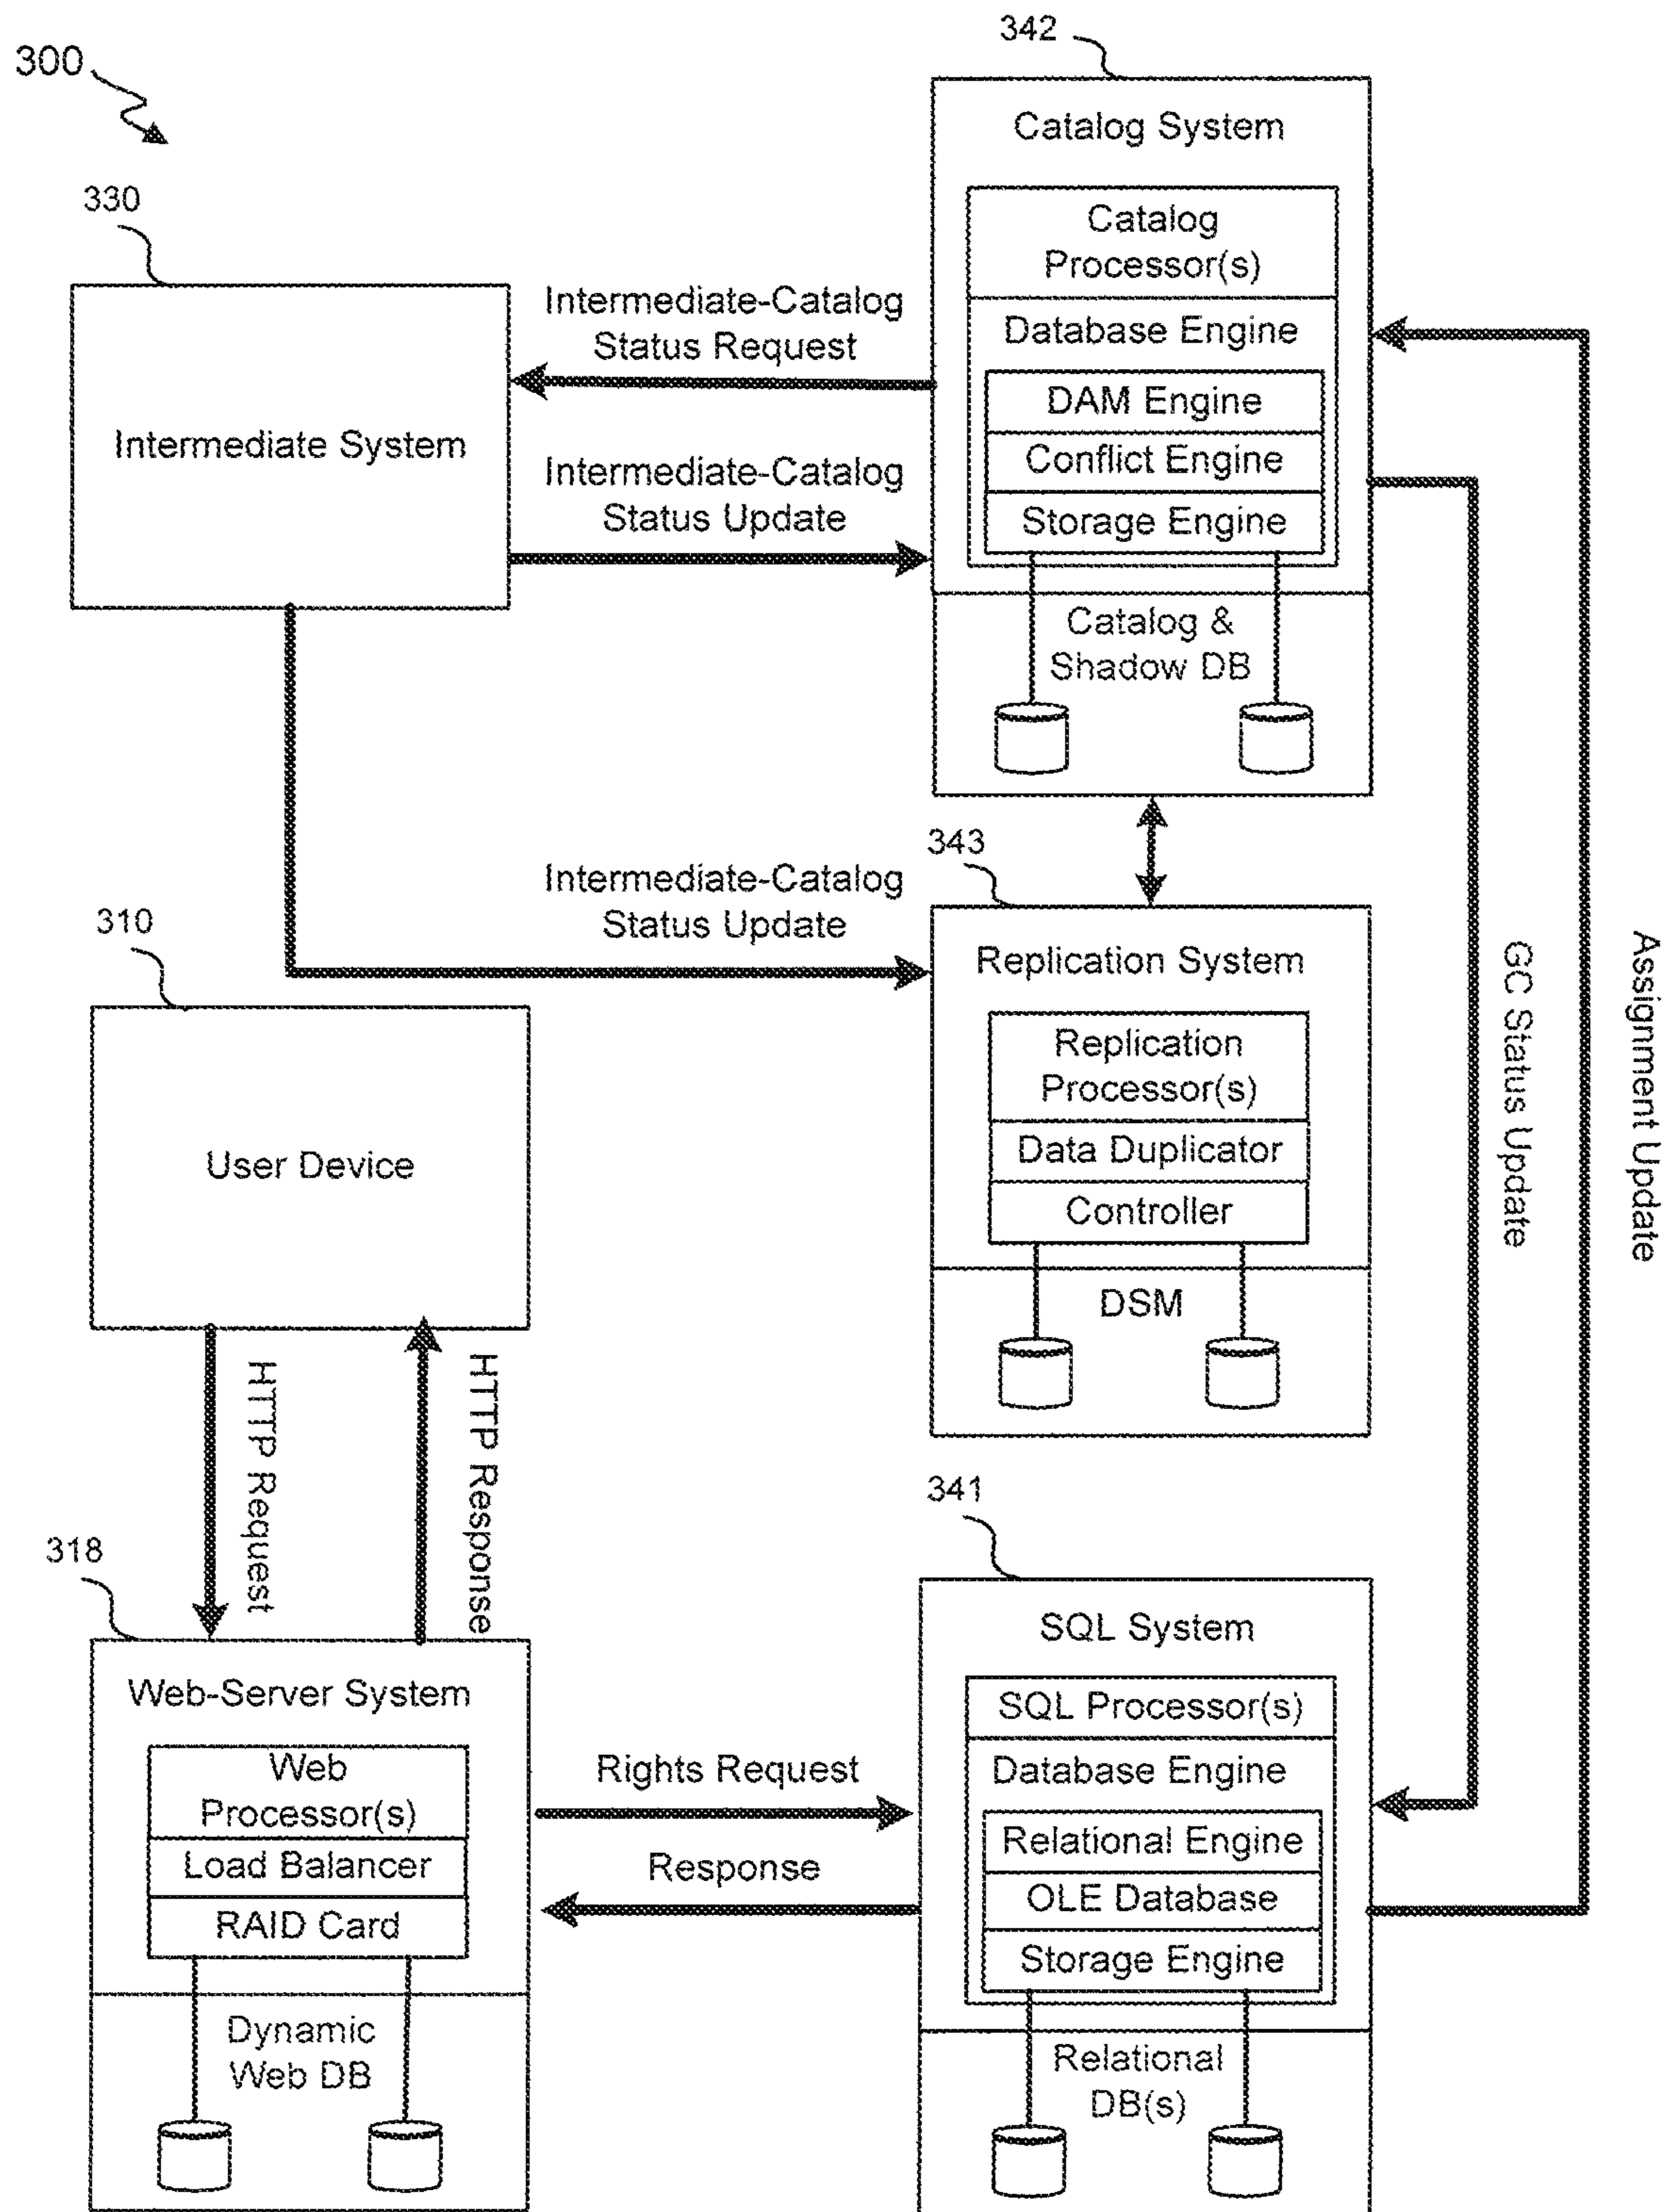 300
342
Catalog System
Catalog
Processor(s)
Database Engine
DAM Engine
Conflict Engine
Storage Engine
Catalog &
Shadow DB
330
Intermediate System
Intermediate-Catalog
Status Request
Intermediate-Catalog
Status Update
Intermediate-Catalog
Status Update
343
Replication System
Replication
Processor(s)
Data Duplicator
Controller
DSM
GC Status Update
Assignment Update
310
User Device
HTTP Request
HTTP Response
318
Web-Server System
Web
Processor(s)
Load Balancer
RAID Card
Dynamic
Web DB
Rights Request
Response
341
SQL System
SQL Processor(s)
Database Engine
Relational Engine
OLE Database
Storage Engine
Relational
DB(s)